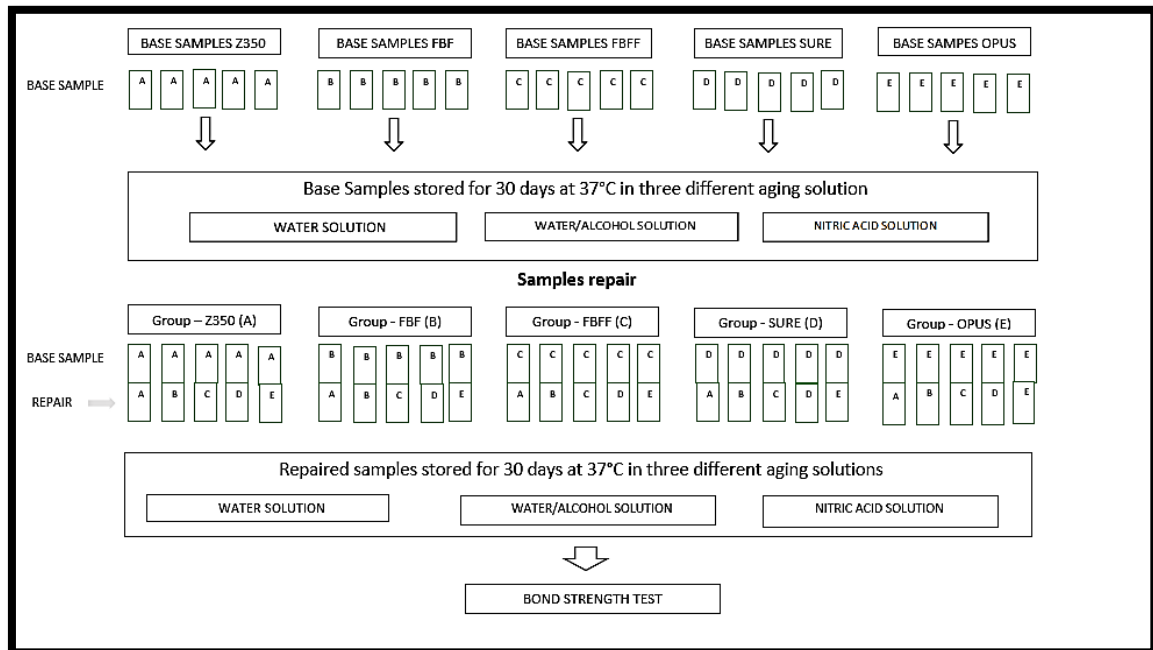 BASE SAMPLES Z350 BASE SAMPLES FBF BASE SAMPLES FBFF BASE SAMPLES SURE BASE SAMPES OPUS
BASE SAMPLE A A A A A B B B B B C C C C C D D D D D E E E E E
Base Samples stored for 30 days at 37°C in three different aging solution
WATER SOLUTION WATER/ALCOHOL SOLUTION NITRIC ACID SOLUTION
Samples repair
Group – Z350 (A) Group - FBF (B) Group - FBFF (C) Group - SURE (D) Group - OPUS (E)
BASE SAMPLE A A A A A B B B B B C C C C C D D D D D E E E E E
REPAIR A B C D E A B C D E A B C D E A B C D E A B C D E
Repaired samples stored for 30 days at 37°C in three different aging solutions
WATER SOLUTION WATER/ALCOHOL SOLUTION NITRIC ACID SOLUTION
BOND STRENGTH TEST